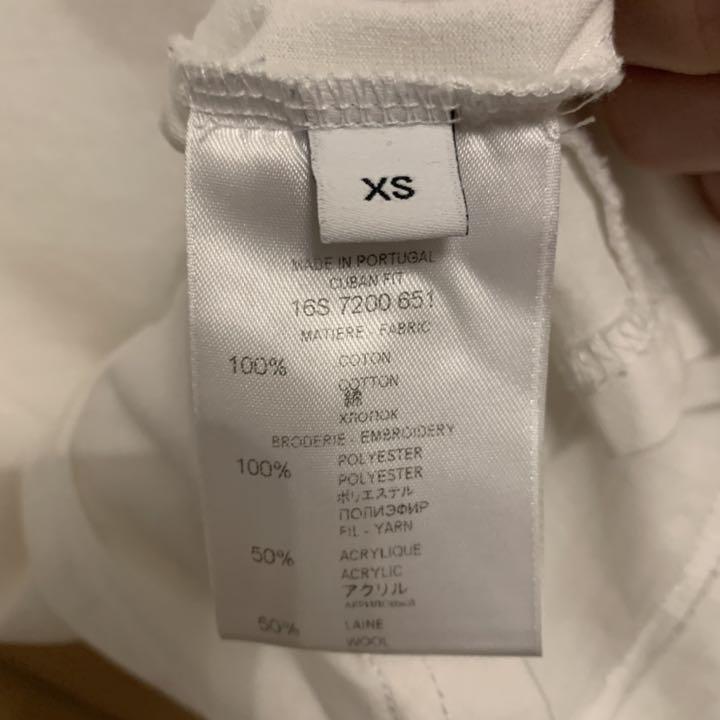 XS
MADE IN PORTUGAL
CUBAN FIT
16S 7200 651
MATIERE - FABRIC
100% COTON
COTTON
綿
ХЛОПОК
BRODERIE - EMBROIDERY
100% POLYESTER
POLYESTER
ポリエステル
ПОЛИЭФИР
FIL - YARN
50% ACRYLIQUE
ACRYLIC
アクリル
50% LAINE
WOOL